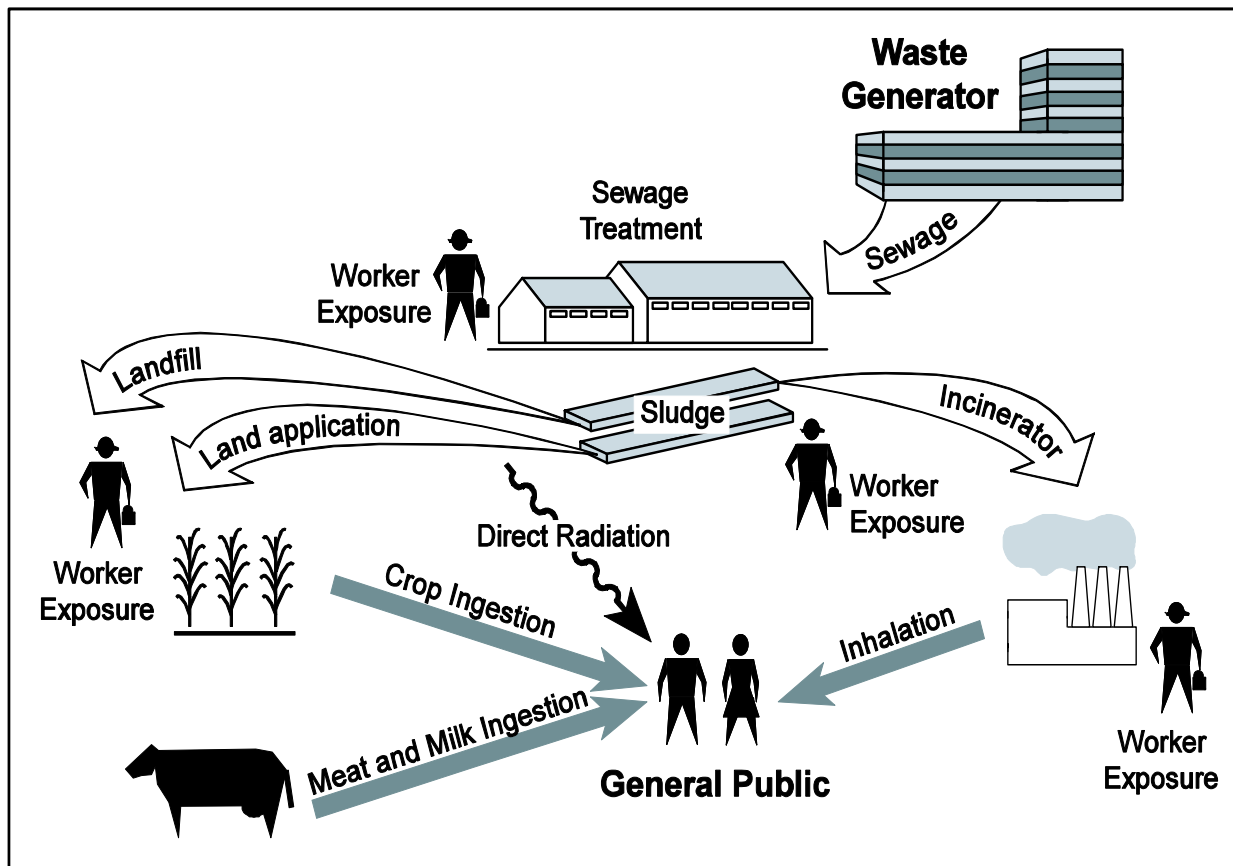 Waste
Generator
Sewage
Sewage
Treatment
Worker
Exposure
Landfill
Sludge
Incinerator
Land application
Worker
Exposure
Direct Radiation
Worker
Exposure
Crop Ingestion
Inhalation
Meat and Milk Ingestion
General Public
Worker
Exposure